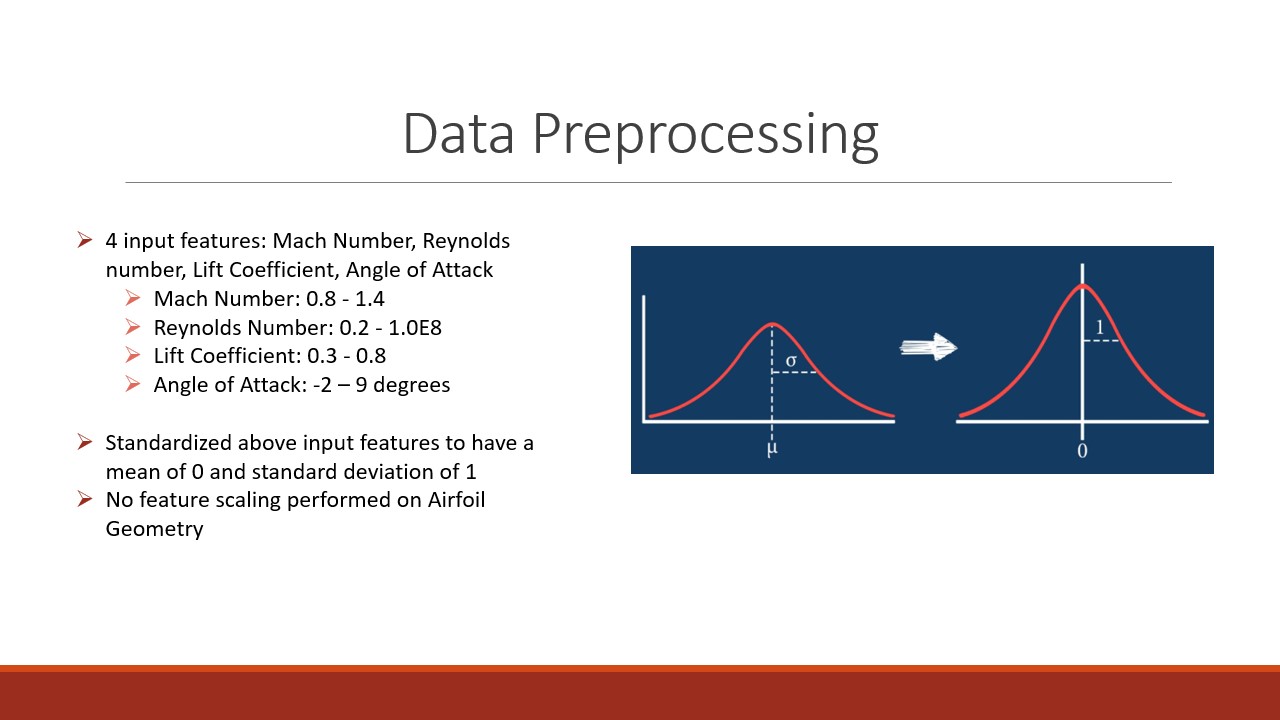 Data Preprocessing
4 input features: Mach Number, Reynolds
number, Lift Coefficient, Angle of Attack
Mach Number: 0.8 - 1.4
Reynolds Number: 0.2 - 1.0E8
Lift Coefficient: 0.3 - 0.8
Angle of Attack: -2 – 9 degrees
Standardized above input features to have a
mean of 0 and standard deviation of 1
No feature scaling performed on Airfoil
Geometry
σ
μ
1
0